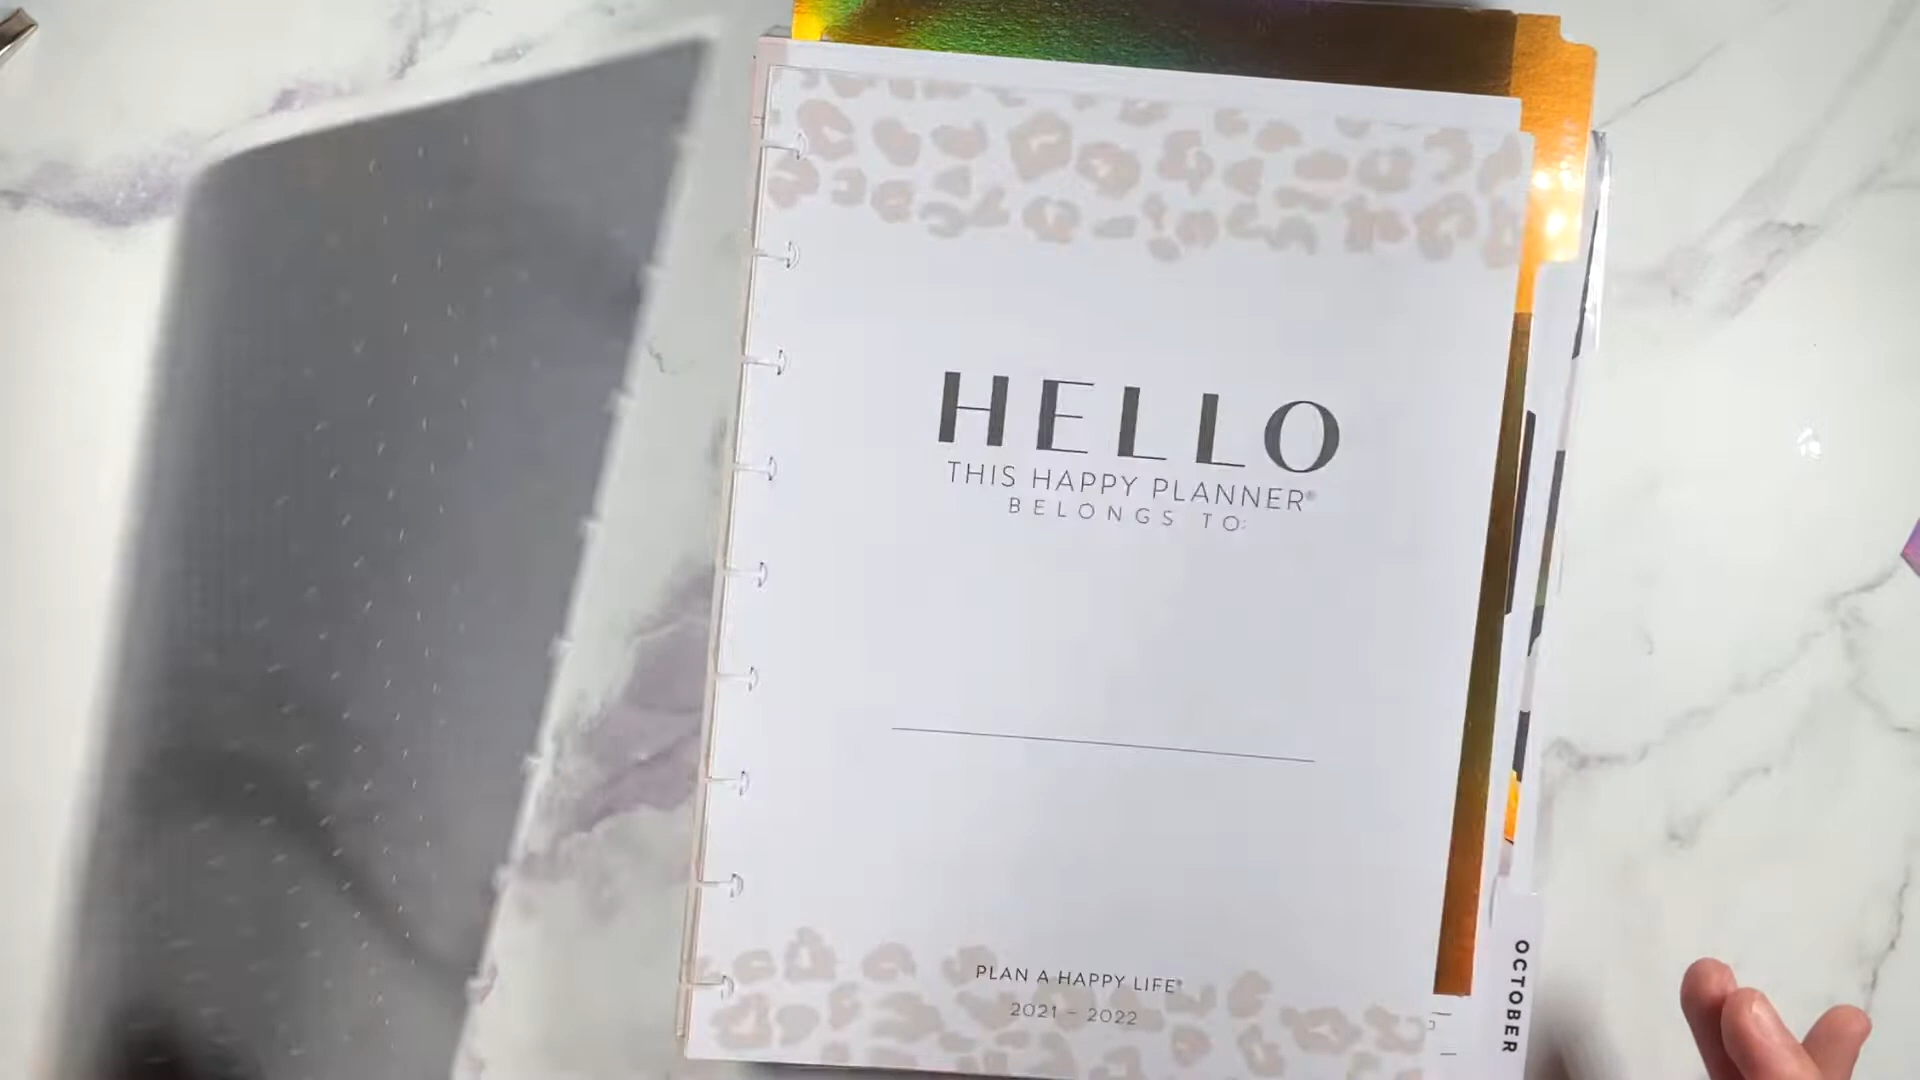 HELLO
THIS HAPPY PLANNER®
BELONGS TO:
PLAN A HAPPY LIFE®
2021 - 2022
OCTOBER